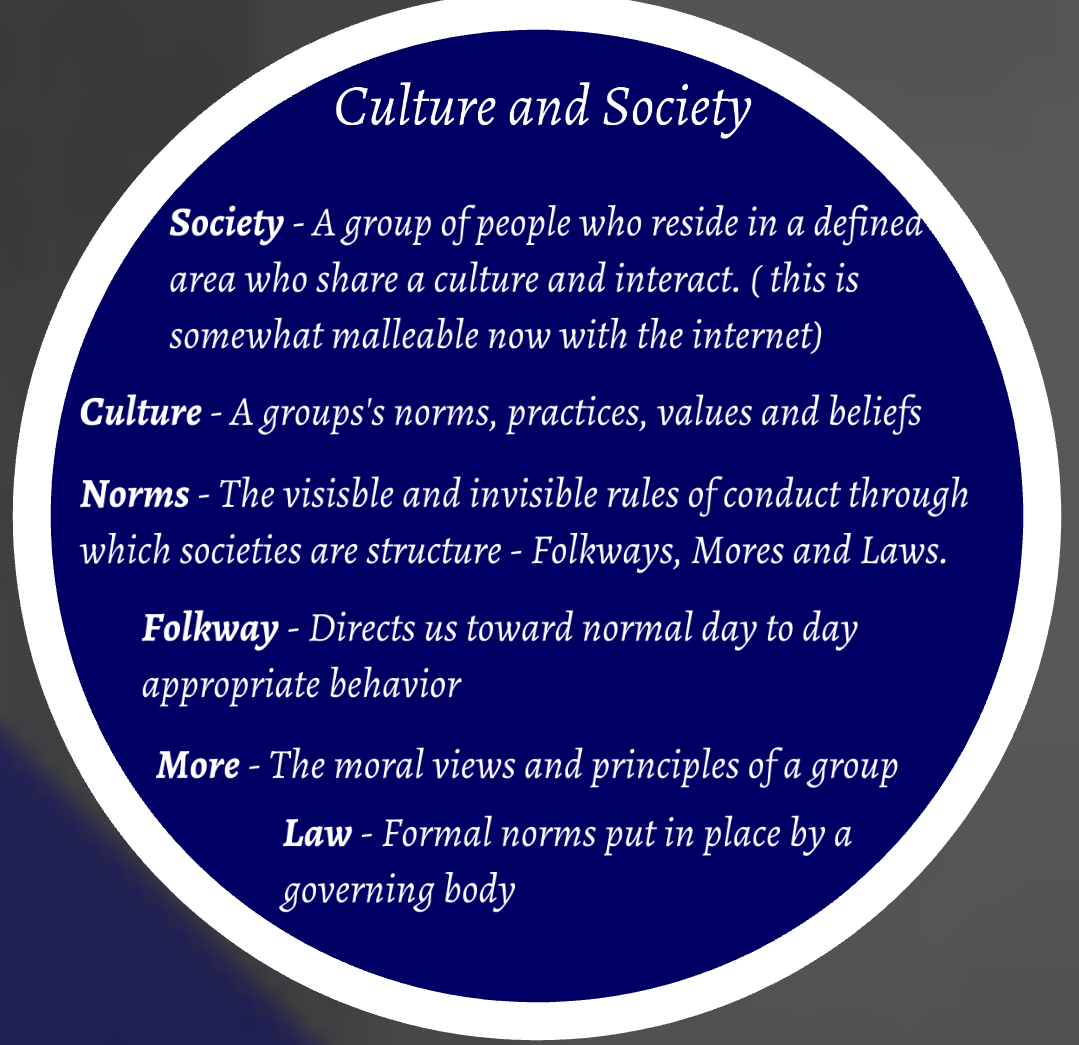 Culture and Society
Society - A group of people who reside in a defined
area who share a culture and interact. ( this is
somewhat malleable now with the internet)
Culture - A groups's norms, practices, values and beliefs
Norms - The visisble and invisible rules of conduct through
which societies are structure - Folkways, Mores and Laws.
Folkway - Directs us toward normal day to day
appropriate behavior
More - The moral views and principles of a group
Law - Formal norms put in place by a
governing body